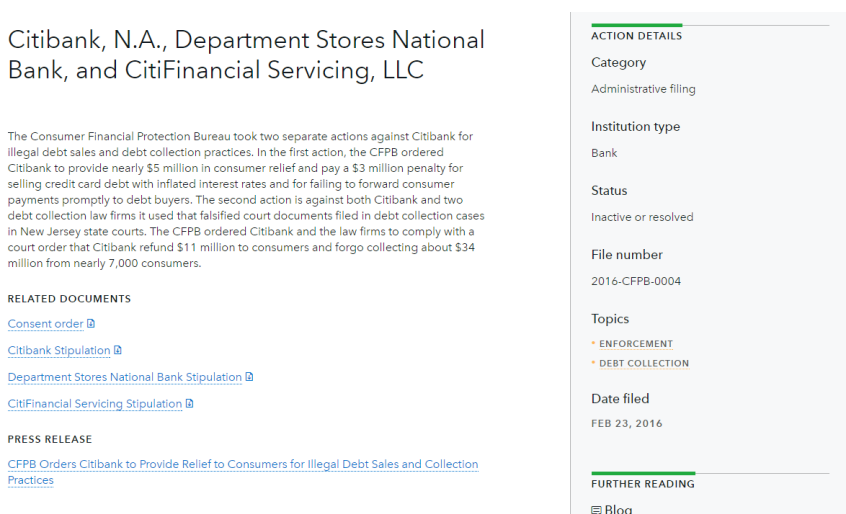 Citibank, N.A., Department Stores National
Bank, and CitiFinancial Servicing, LLC
The Consumer Financial Protection Bureau took two separate actions against Citibank for
illegal debt sales and debt collection practices. In the first action, the CFPB ordered
Citibank to provide nearly $5 million in consumer relief and pay a $3 million penalty for
selling credit card debt with inflated interest rates and for failing to forward consumer
payments promptly to debt buyers. The second action is against both Citibank and two
debt collection law firms it used that falsified court documents filed in debt collection cases
in New Jersey state courts. The CFPB ordered Citibank and the law firms to comply with a
court order that Citibank refund $11 million to consumers and forgo collecting about $34
million from nearly 7,000 consumers.
RELATED DOCUMENTS
Consent order
Citibank Stipulation
Department Stores National Bank Stipulation
CitiFinancial Servicing Stipulation
PRESS RELEASE
CFPB Orders Citibank to Provide Relief to Consumers for Illegal Debt Sales and Collection
Practices
ACTION DETAILS
Category
Administrative filing
Institution type
Bank
Status
Inactive or resolved
File number
2016-CFPB-0004
Topics
• ENFORCEMENT
• DEBT COLLECTION
Date filed
FEB 23, 2016
FURTHER READING
Blog